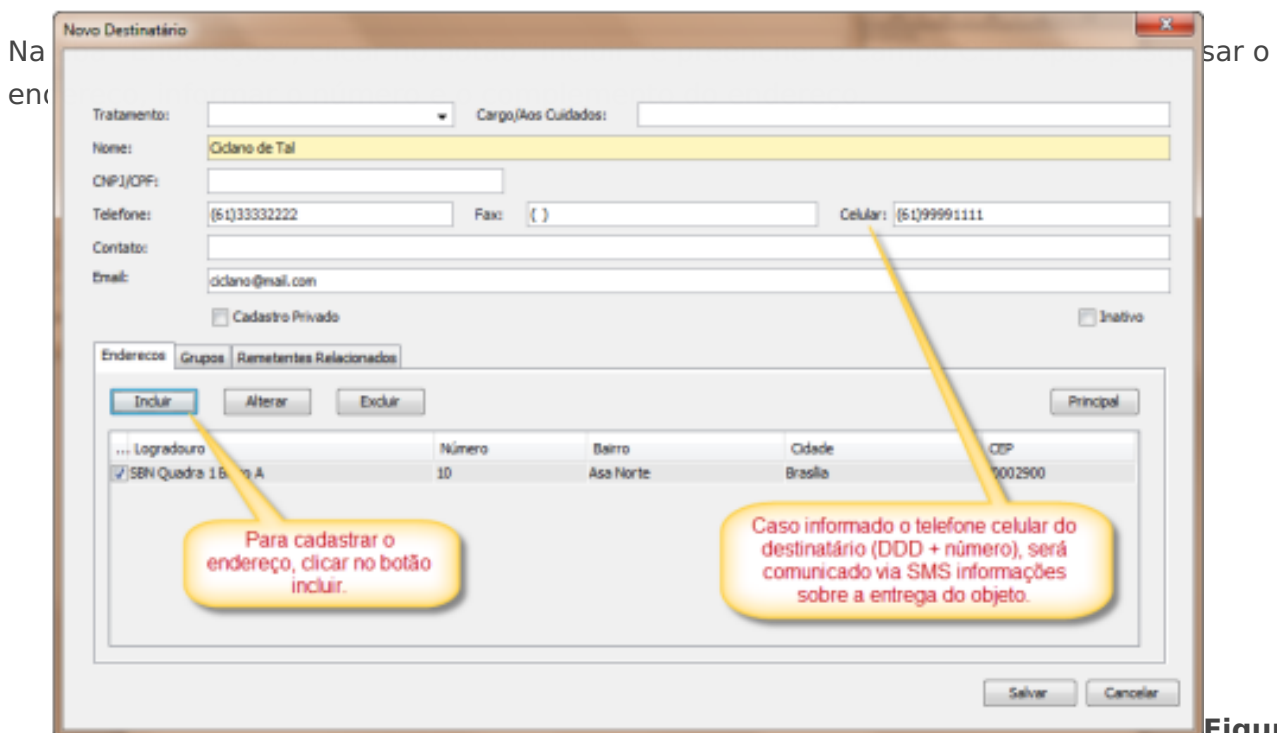 Novo Destinatário
Na
sar o
Tratamento:
Cargo/Aos Cuidados:
Nome: Ciclano de Tal
CNPJ/CPF:
Telefone: (61)33332222 Fax: ( ) Celular: (61)99991111
Contato:
Email: ciclano@mail.com
Cadastro Privado
Inativo
Enderecos Grupos Remetentes Relacionados
Incluir Alterar Excluir Principal
... Logradouro Número Bairro Cidade CEP
SBN Quadra 1 A 10 Asa Norte Brasília 0002900
Para cadastrar o
endereço, clicar no botão
incluir.
Caso informado o telefone celular do
destinatário (DDD + número), será
comunicado via SMS informações
sobre a entrega do objeto.
Salvar Cancelar